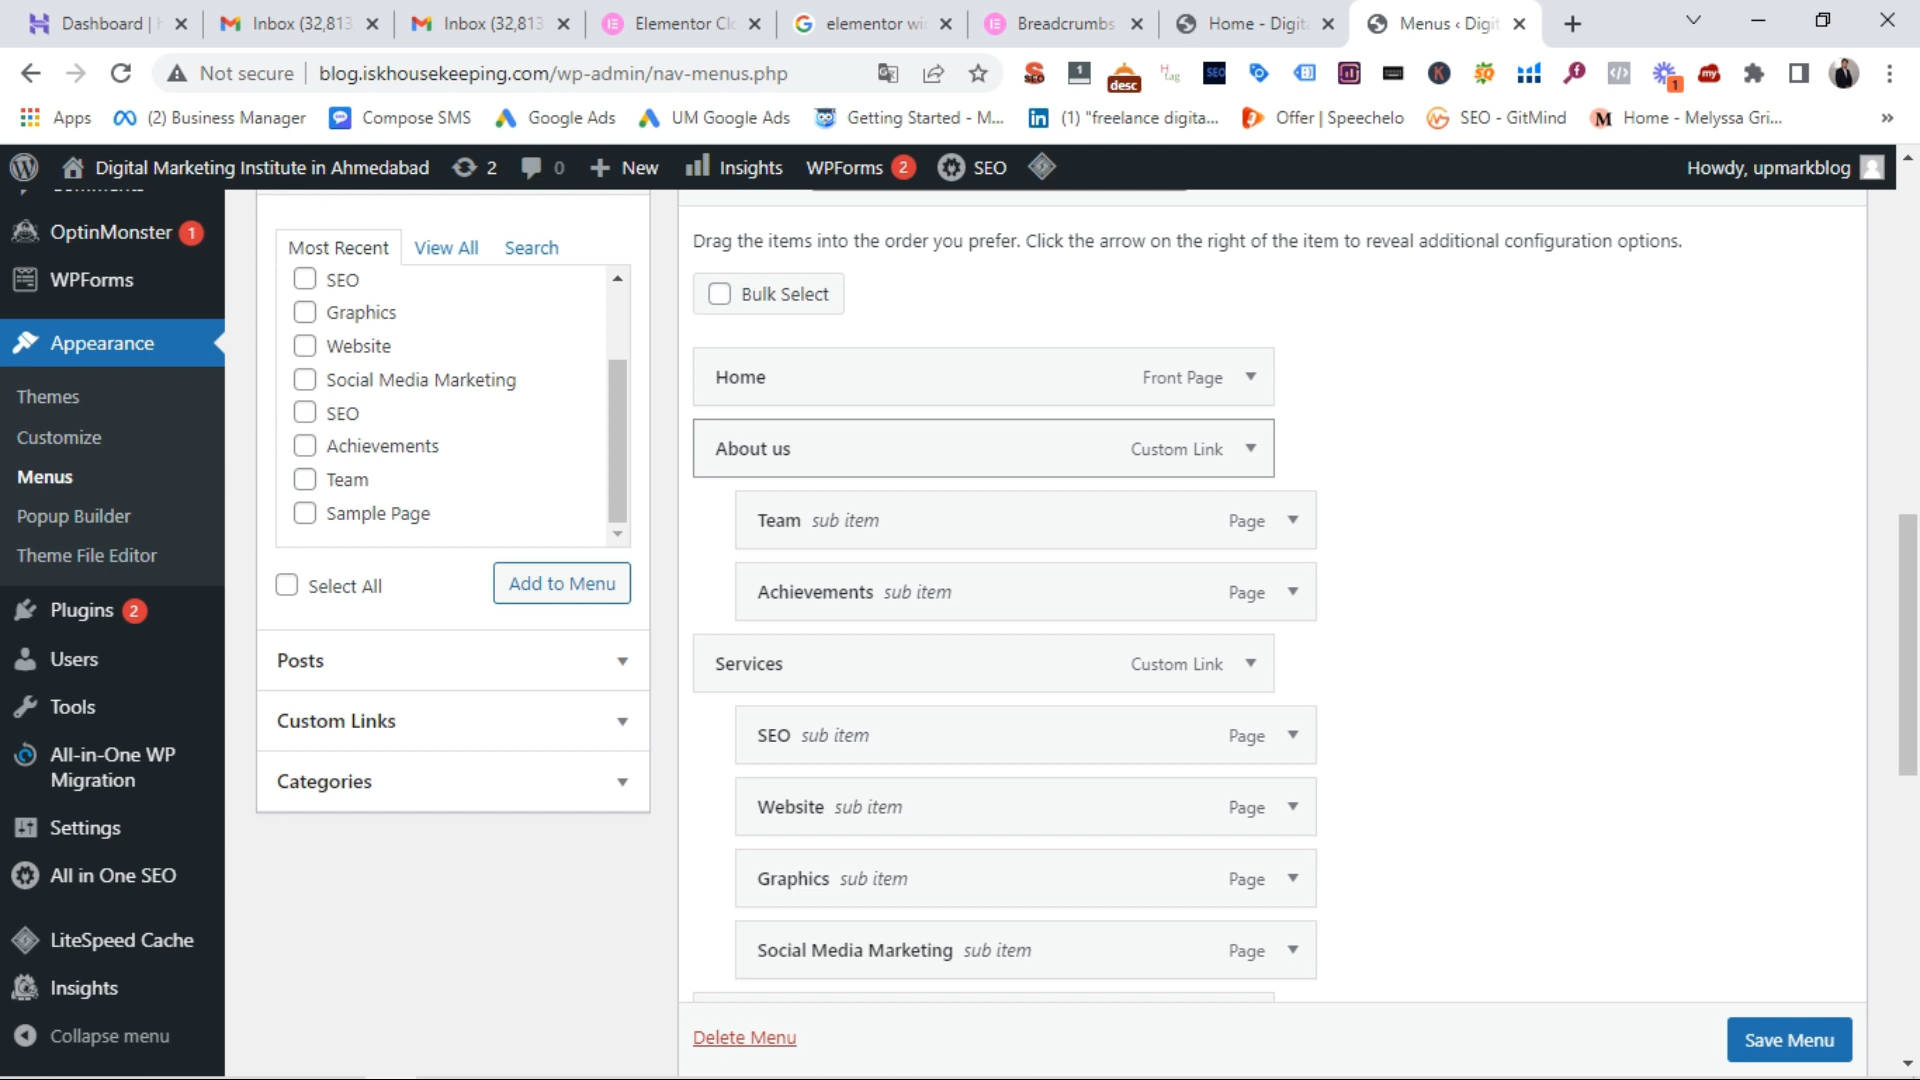 Dashboard | h
Inbox (32,813
Inbox (32,813
Elementor Clo
elementor wi
Breadcrumbs
Home - Digit
Menus ‹ Digit
Not secure
blog.iskhousekeeping.com/wp-admin/nav-menus.php
Apps
(2) Business Manager
Compose SMS
Google Ads
UM Google Ads
Getting Started - M...
(1) "freelance digita...
Offer | Speechelo
SEO - GitMind
Home - Melyssa Gri...
»
Digital Marketing Institute in Ahmedabad
2
0
New
Insights
WPForms 2
SEO
Howdy, upmarkblog
OptinMonster 1
WPForms
Appearance
Themes
Customize
Menus
Popup Builder
Theme File Editor
Plugins 2
Users
Tools
All-in-One WP
Migration
Settings
All in One SEO
LiteSpeed Cache
Insights
Collapse menu
Most Recent
View All
Search
SEO
Graphics
Website
Social Media Marketing
SEO
Achievements
Team
Sample Page
Select All
Add to Menu
Posts
Custom Links
Categories
Drag the items into the order you prefer. Click the arrow on the right of the item to reveal additional configuration options.
Bulk Select
Home Front Page
About us Custom Link
Team sub item Page
Achievements sub item Page
Services Custom Link
SEO sub item Page
Website sub item Page
Graphics sub item Page
Social Media Marketing sub item Page
Delete Menu
Save Menu